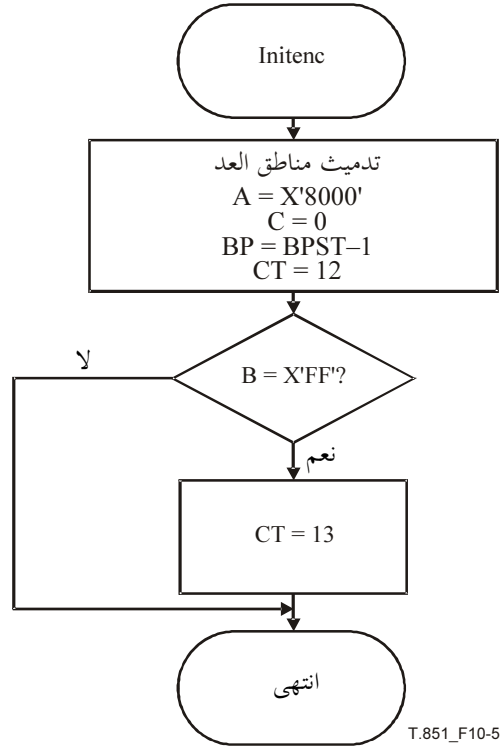 Initenc
تدميث مناطق العد
A = X'8000'
C = 0
BP = BPST–1
CT = 12
B = X'FF'?
لا
نعم
CT = 13
انتهى
T.851_F10-5